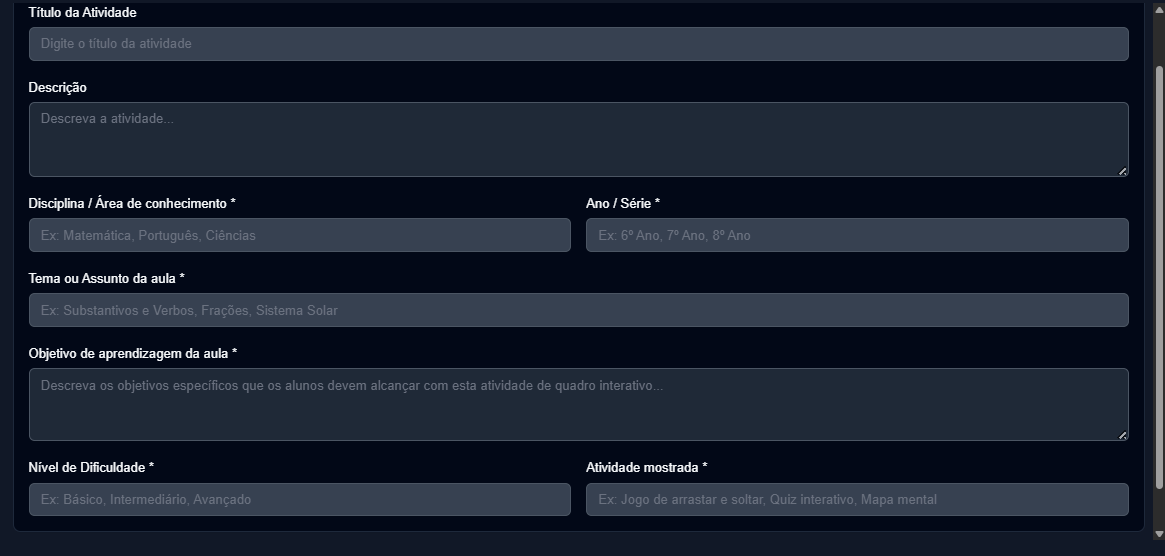 Título da Atividade
Digite o título da atividade
Descrição
Descreva a atividade...
Disciplina / Área de conhecimento *
Ano / Série *
Ex: Matemática, Português, Ciências
Ex: 6º Ano, 7º Ano, 8º Ano
Tema ou Assunto da aula *
Ex: Substantivos e Verbos, Frações, Sistema Solar
Objetivo de aprendizagem da aula *
Descreva os objetivos específicos que os alunos devem alcançar com esta atividade de quadro interativo...
Nível de Dificuldade *
Atividade mostrada *
Ex: Básico, Intermediário, Avançado
Ex: Jogo de arrastar e soltar, Quiz interativo, Mapa mental